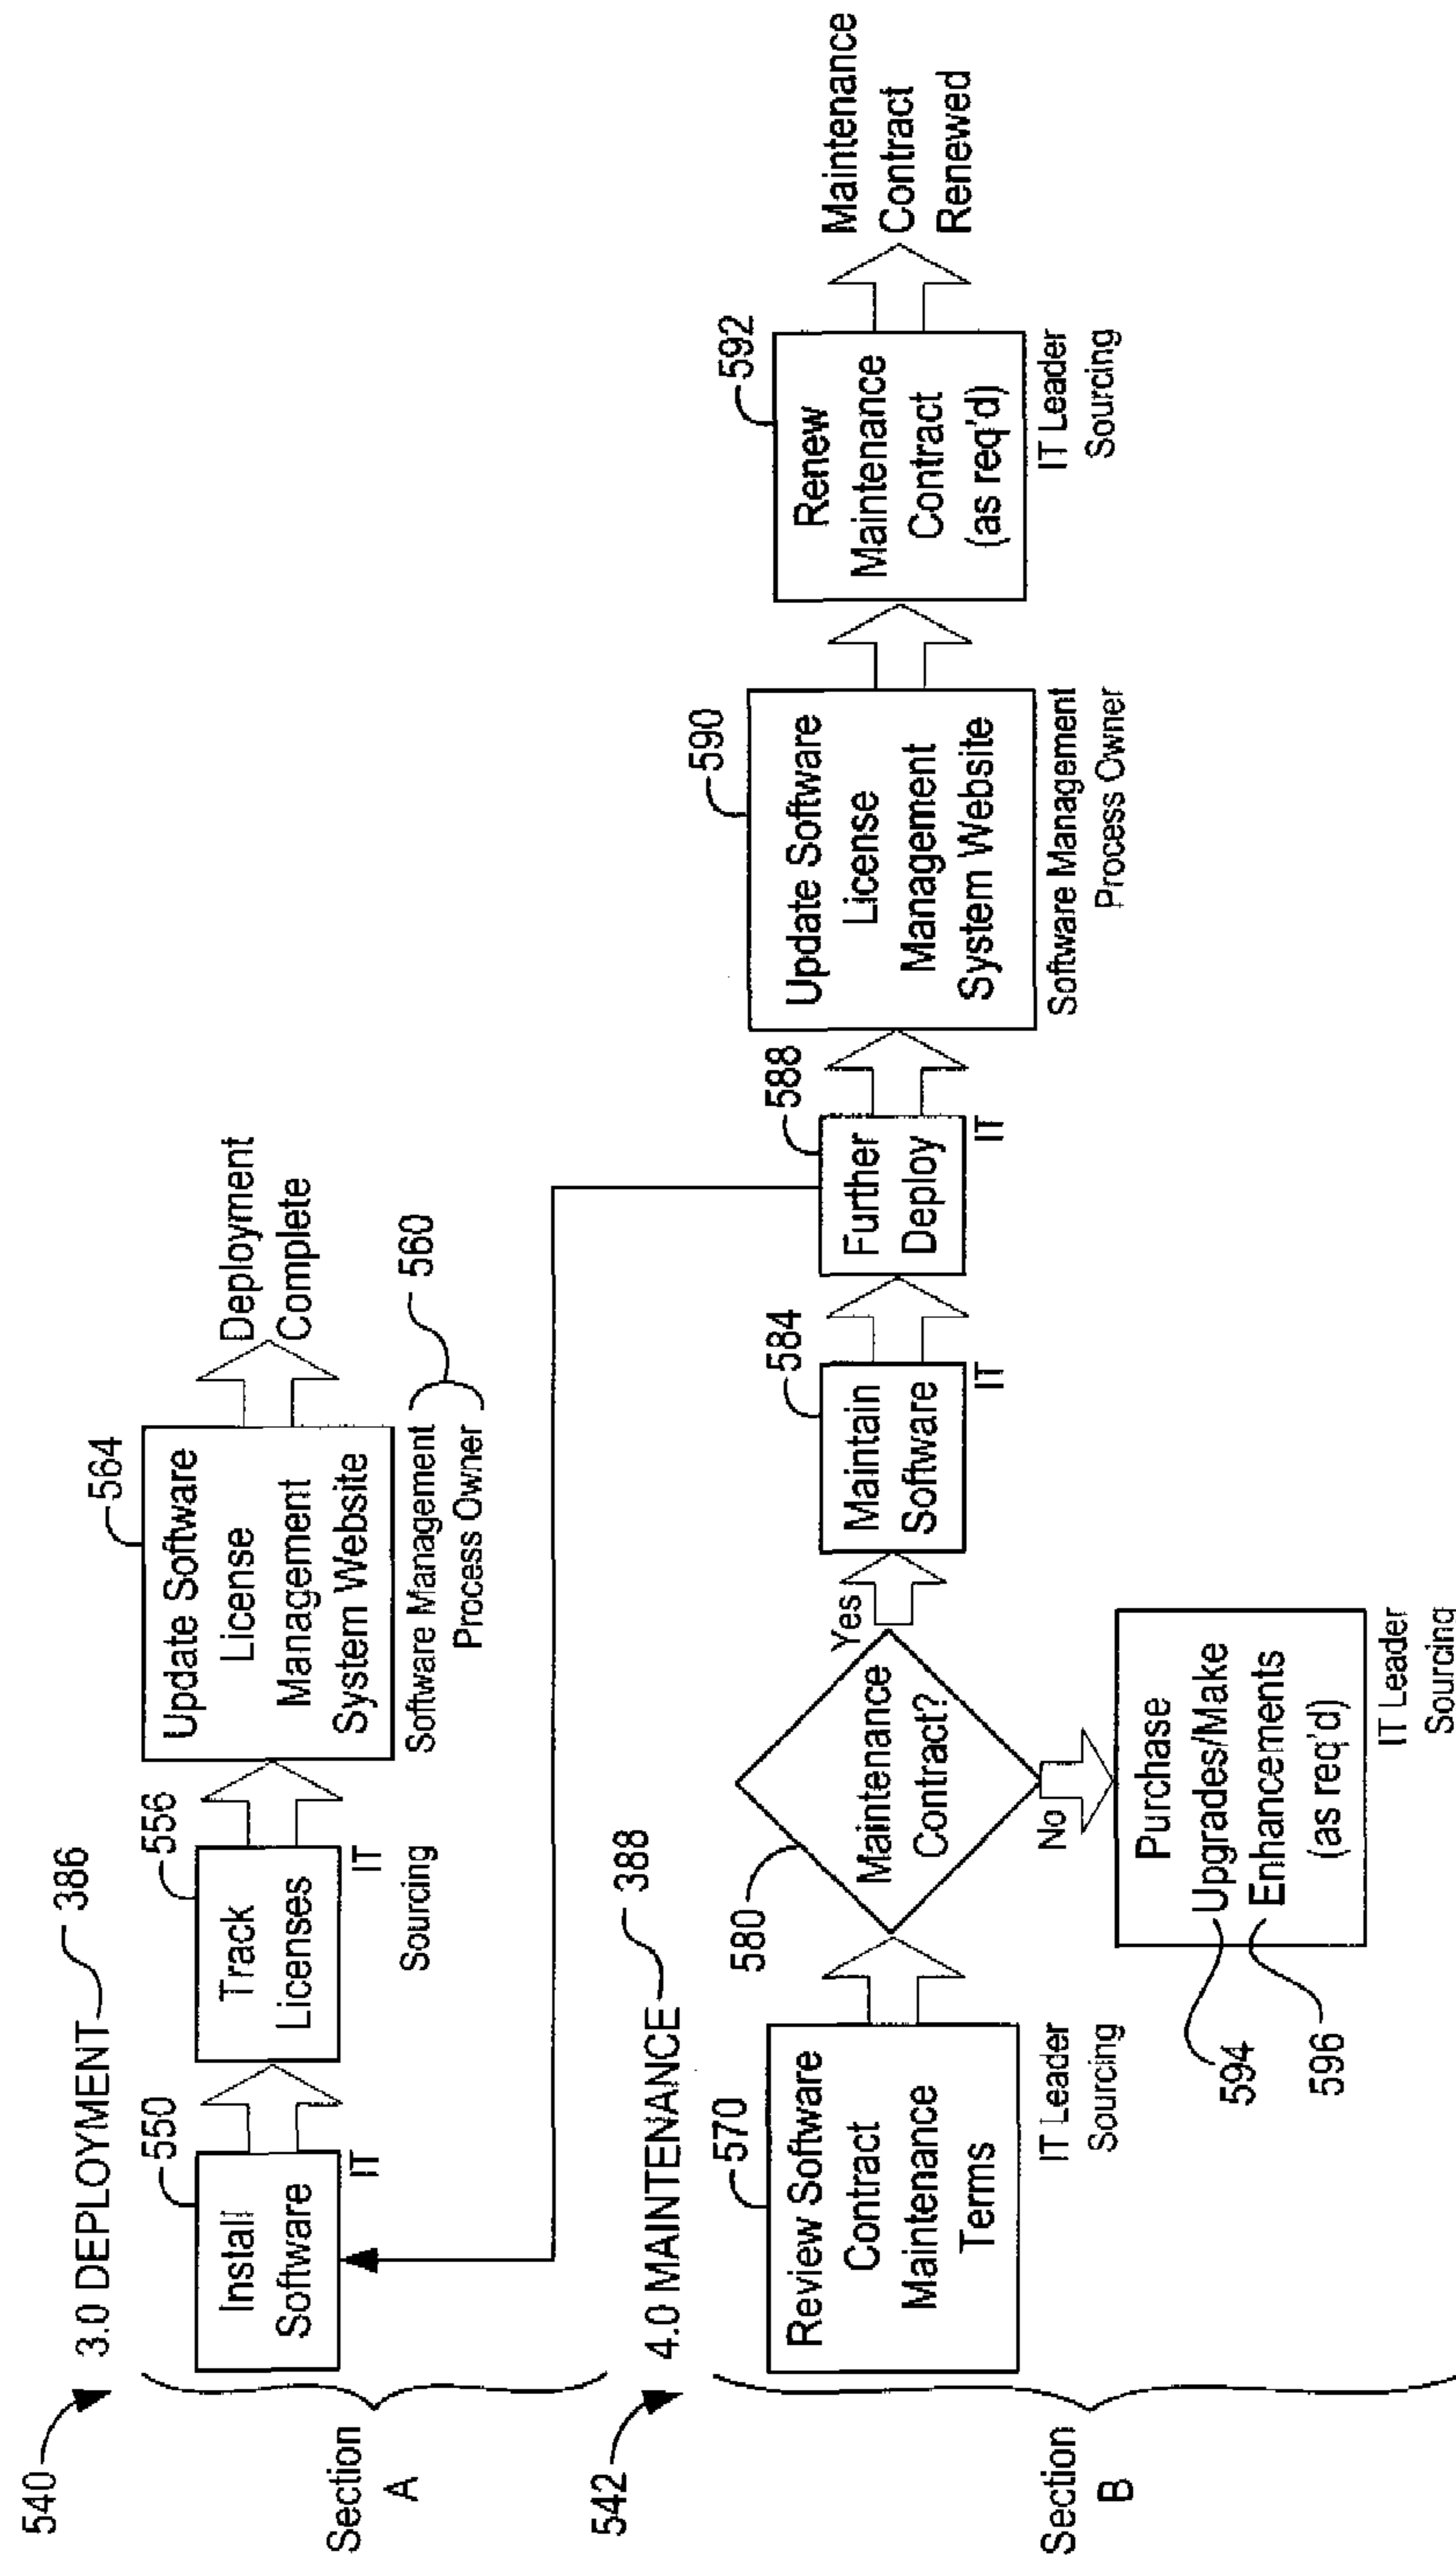 540
3.0 DEPLOYMENT 386
Section
A
550
Install
Software
IT
556
Track
Licenses
IT
Sourcing
564
Update Software
License
Management
System Website
Software Management
Process Owner
560
Deployment
Complete
542
4.0 MAINTENANCE 388
Section
B
570
Review Software
Contract
Maintenance
Terms
IT Leader
Sourcing
580
Maintenance
Contract?
Yes
No
Purchase
Upgrades/Make
Enhancements
(as req'd)
594
596
IT Leader
Sourcing
584
Maintain
Software
IT
588
Further
Deploy
IT
590
Update Software
License
Management
System Website
Software Management
Process Owner
592
Renew
Maintenance
Contract
(as req'd)
IT Leader
Sourcing
Maintenance
Contract
Renewed